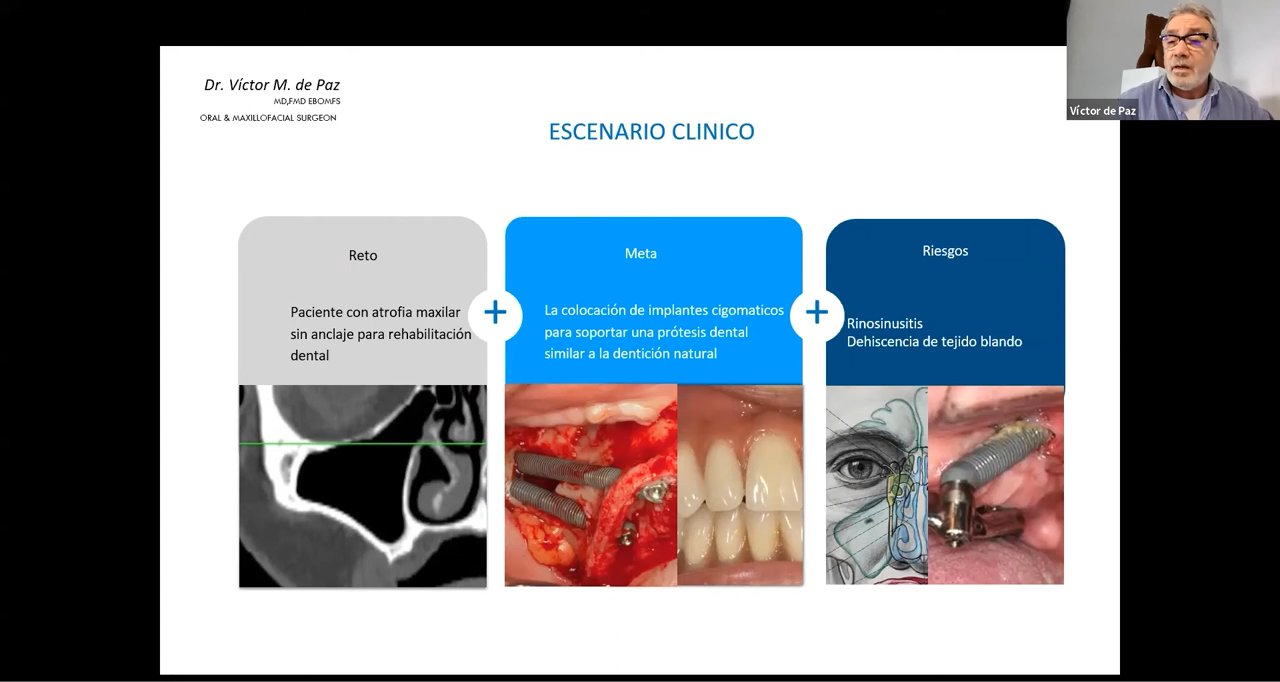 Dr. Víctor M. de Paz
MD,FMD EBOMFS
ORAL & MAXILLOFACIAL SURGEON
Víctor de Paz
ESCENARIO CLINICO
Reto
Paciente con atrofia maxilar
sin anclaje para rehabilitación
dental
+
Meta
La colocación de implantes cigomaticos
para soportar una prótesis dental
similar a la dentición natural
+
Riesgos
Rinosinusitis
Dehiscencia de tejido blando